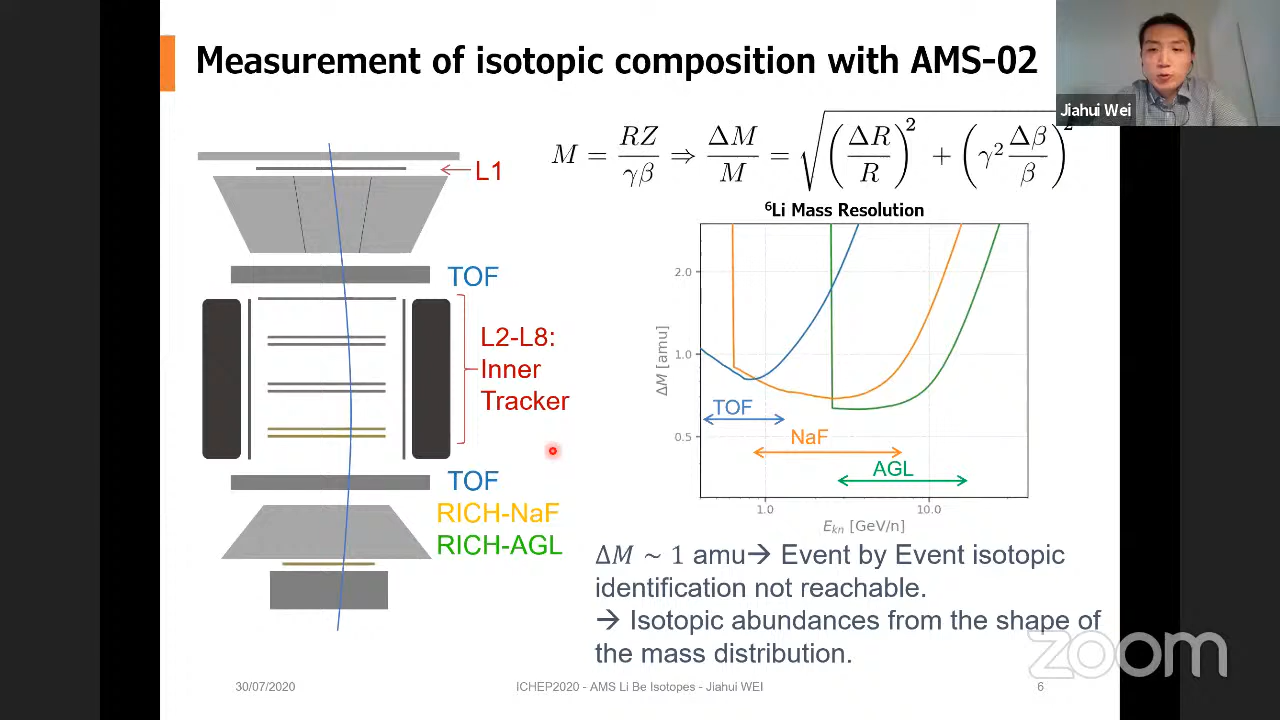 Measurement of isotopic composition with AMS-02
Jiahui Wei
M = RZ/γβ ⇒ ΔM/M = √((ΔR/R)² + (γ² Δβ/β)²)
L1
TOF
L2-L8:
Inner
Tracker
TOF
RICH-NaF
RICH-AGL
⁶Li Mass Resolution
2.0
1.0
0.5
ΔM [amu]
TOF
NaF
AGL
1.0
10.0
Eₖₙ [GeV/n]
ΔM ~ 1 amu→ Event by Event isotopic
identification not reachable.
→ Isotopic abundances from the shape of
the mass distribution.
zoom
30/07/2020
ICHEP2020 - AMS Li Be Isotopes - Jiahui WEI
6